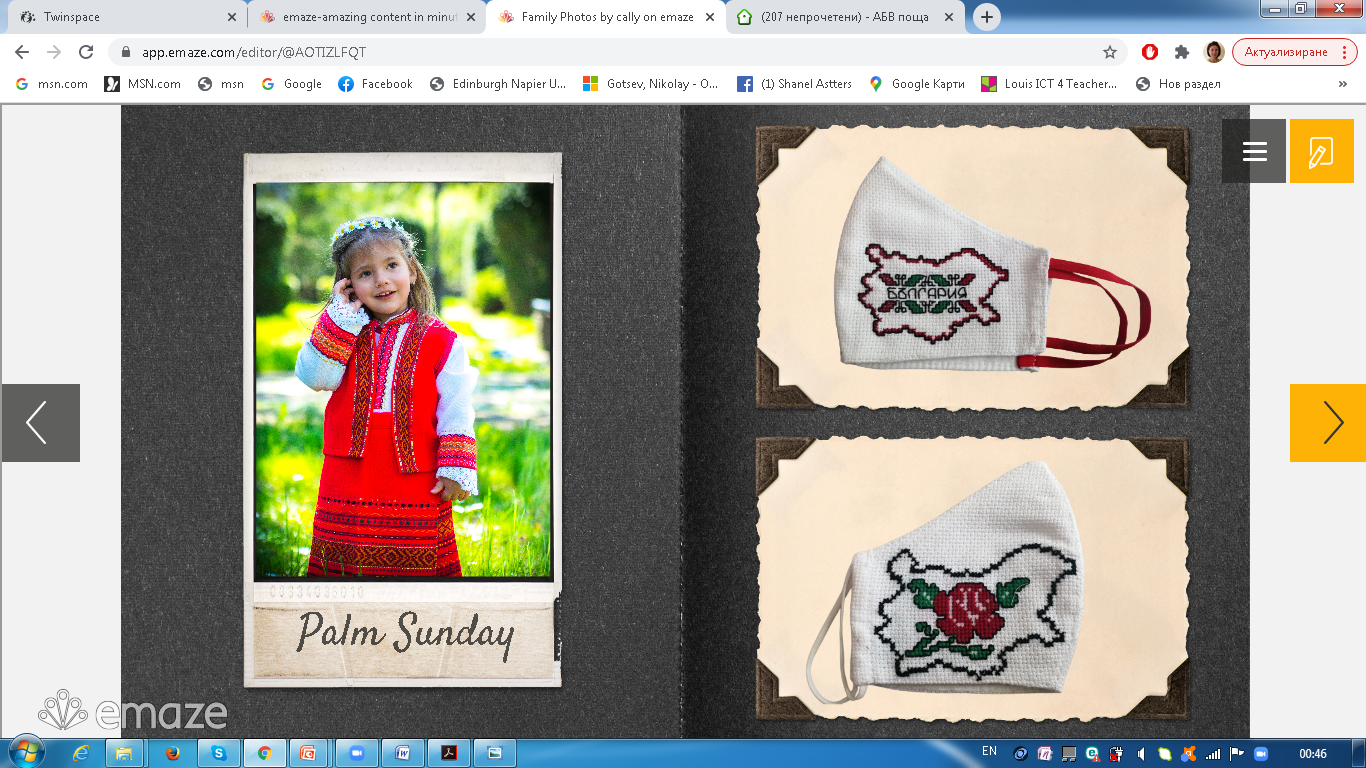 Twinspace
emaze-amazing content in minut
Family Photos by cally on emaze
(207 непрочетени) - АБВ поща
app.emaze.com/editor/@AOTIZLFQT
Актуализиране
msn.com
MSN.com
msn
Google
Facebook
Edinburgh Napier U...
Gotsev, Nikolay - O...
(1) Shanel Astters
Google Карти
Louis ICT 4 Teacher...
Нов раздел
»
БЪЛГАРИЯ
Palm Sunday
emaze
EN
00:46